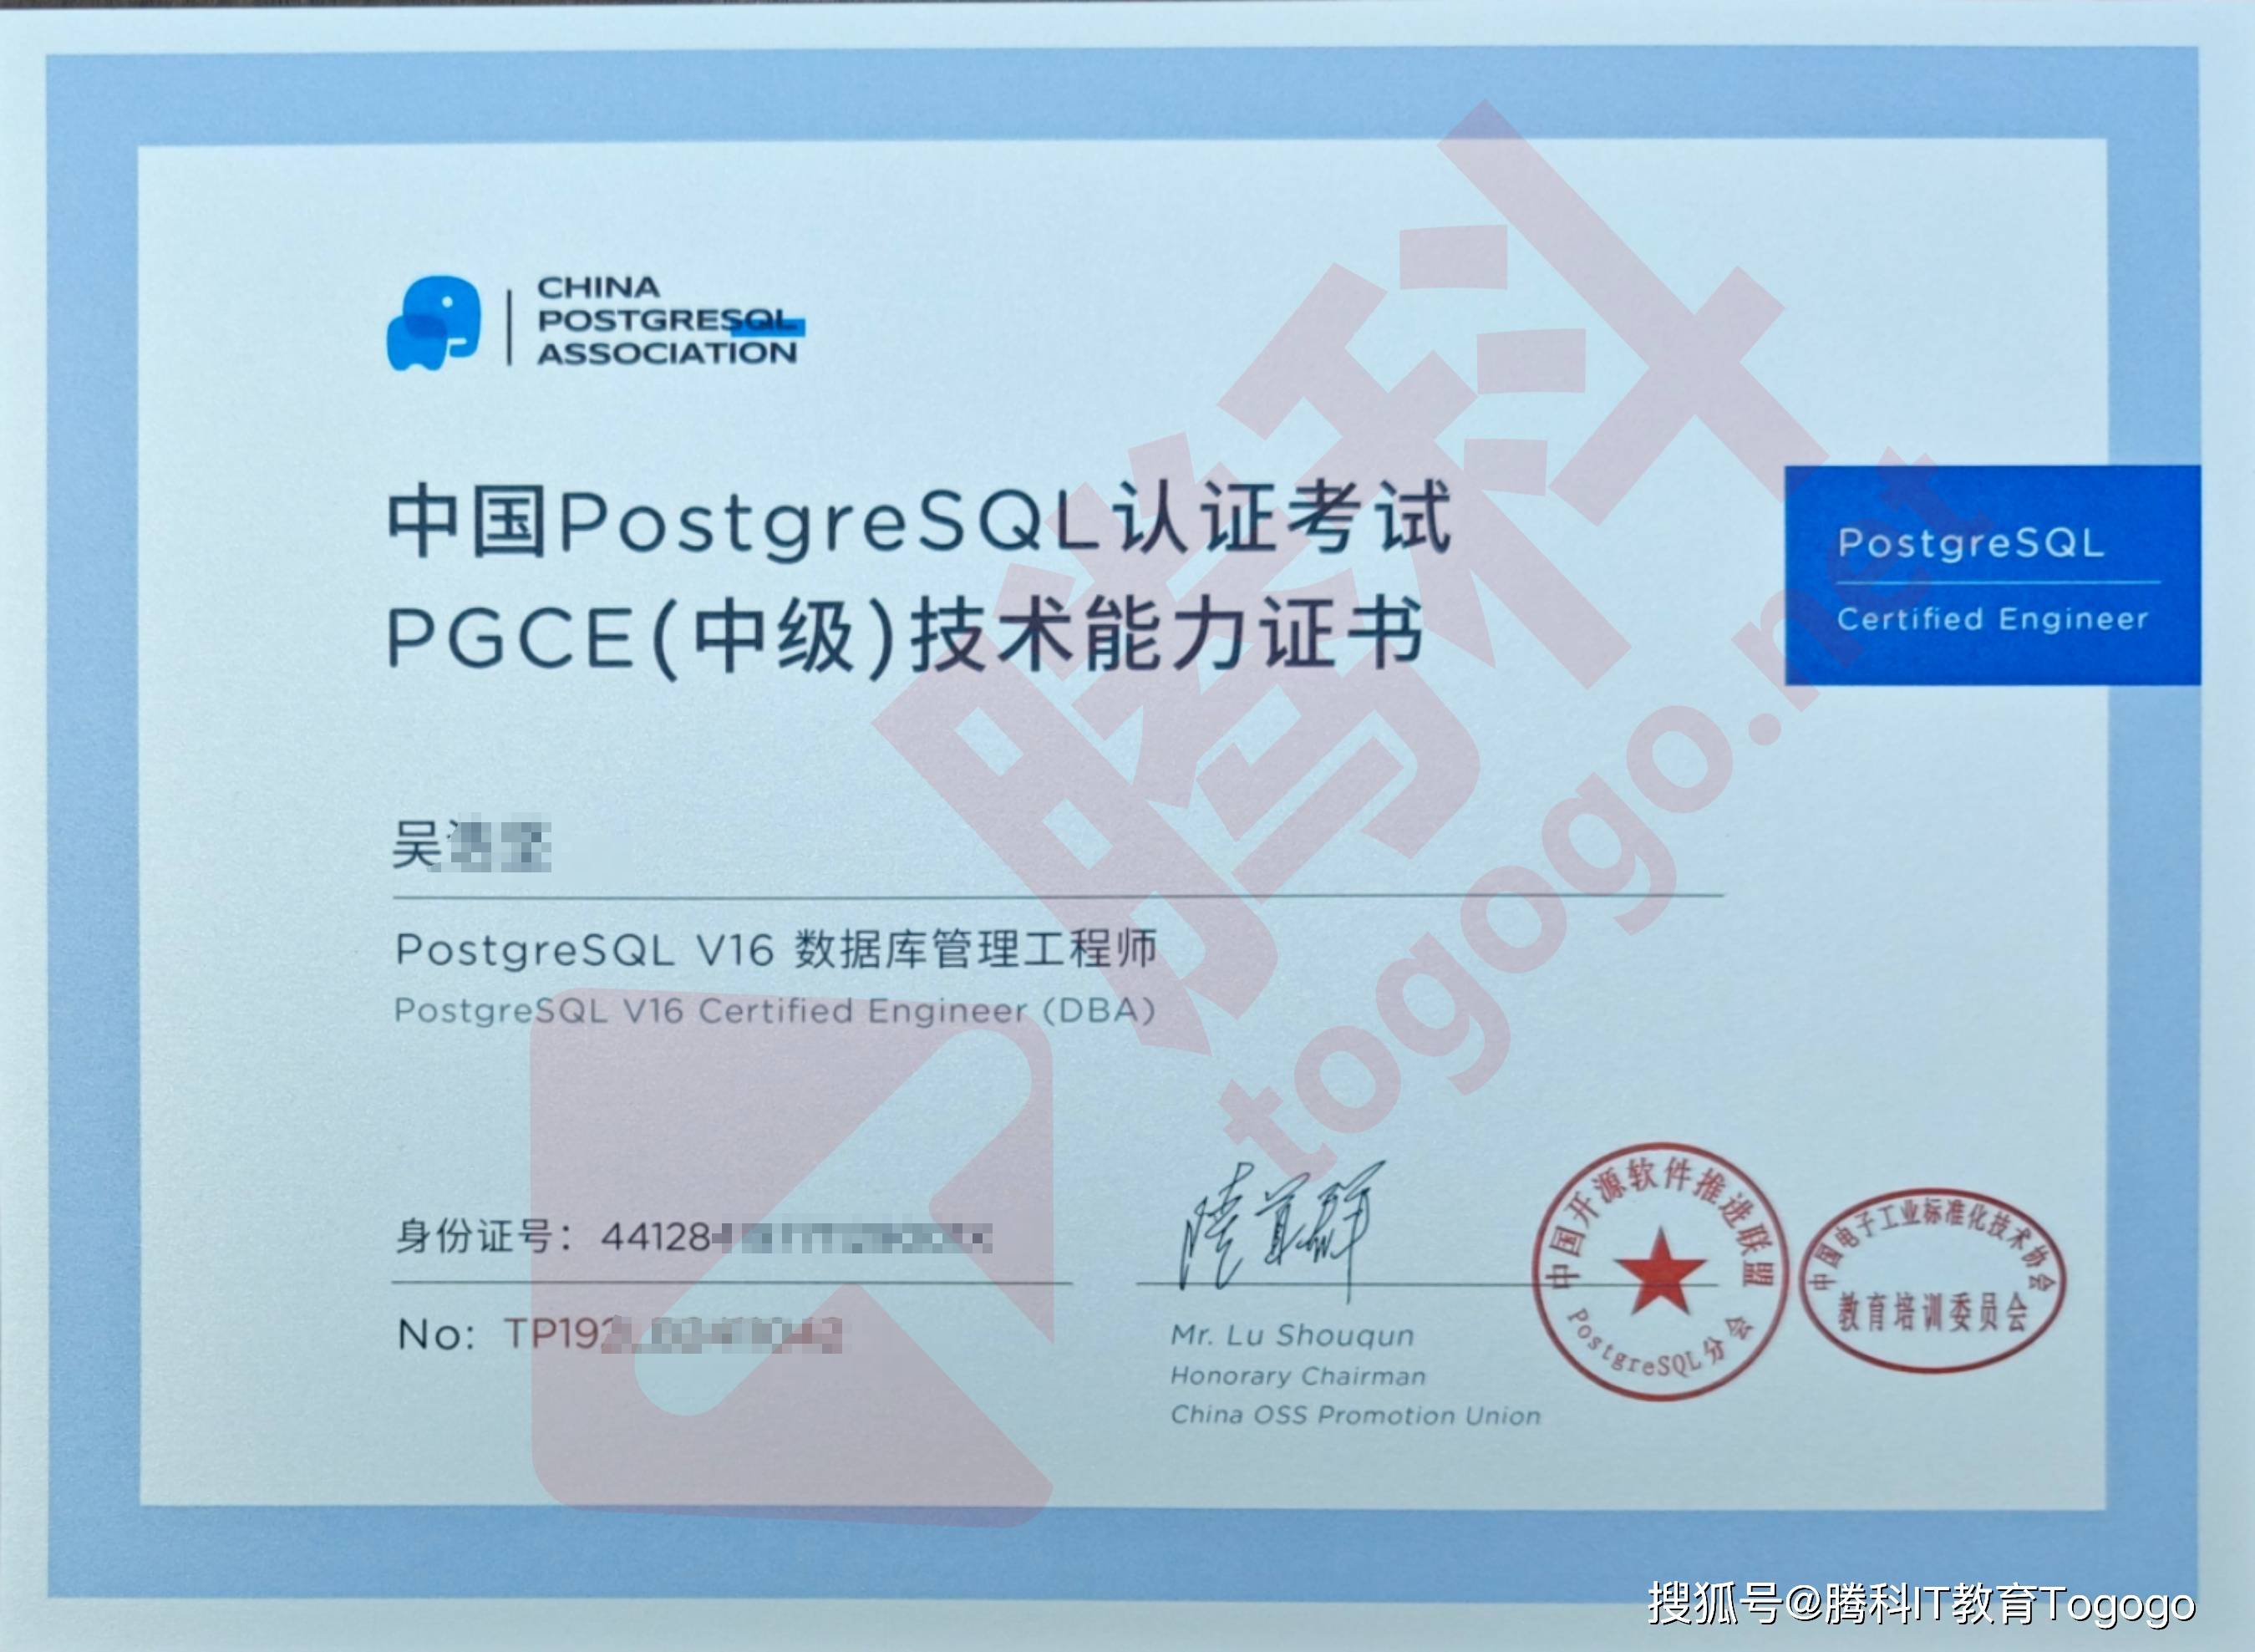 CHINA
POSTGRESQL
ASSOCIATION
中国PostgreSQL认证考试
PGCE(中级)技术能力证书
PostgreSQL
Certified Engineer
吴
PostgreSQL V16 数据库管理工程师
PostgreSQL V16 Certified Engineer (DBA)
身份证号：44128
No: TP19
陆首群
Mr. Lu Shouqun
Honorary Chairman
China OSS Promotion Union
中国开源软件推进联盟
PostgreSQL分会
中国电子工业标准化技术协会
教育培训委员会
腾科
togogo.net
搜狐号@腾科IT教育Togogo